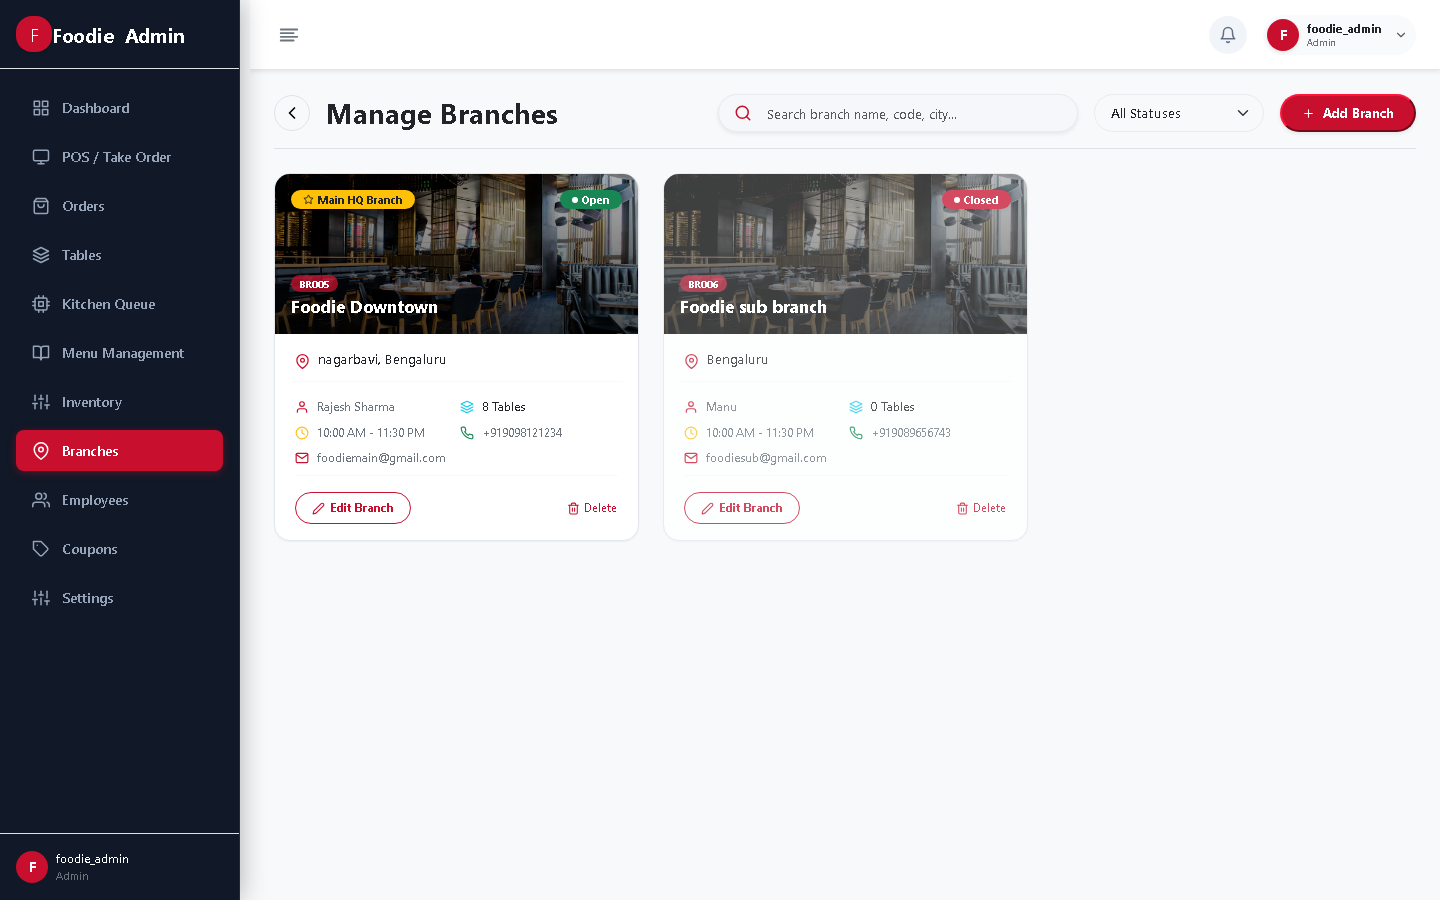 F Foodie Admin
Dashboard
POS / Take Order
Orders
Tables
Kitchen Queue
Menu Management
Inventory
Branches
Employees
Coupons
Settings
F foodie_admin
Admin
F foodie_admin
Admin
Manage Branches
Search branch name, code, city...
All Statuses
+ Add Branch
Main HQ Branch
Open
BR005
Foodie Downtown
nagarbavi, Bengaluru
Rajesh Sharma
8 Tables
10:00 AM - 11:30 PM
+919098121234
foodiemain@gmail.com
Edit Branch
Delete
Closed
BR006
Foodie sub branch
Bengaluru
Manu
0 Tables
10:00 AM - 11:30 PM
+919089656743
foodiesub@gmail.com
Edit Branch
Delete